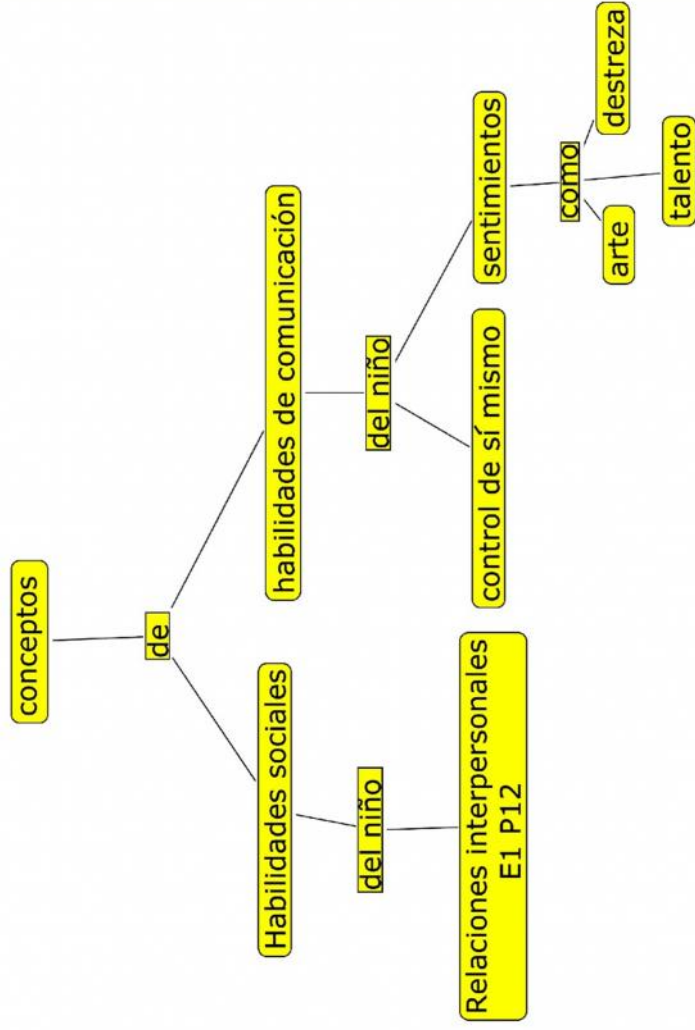 conceptos
de
Habilidades sociales
habilidades de comunicación
del niño
del niño
Relaciones interpersonales
E1 P12
control de sí mismo
sentimientos
como
arte
destreza
talento